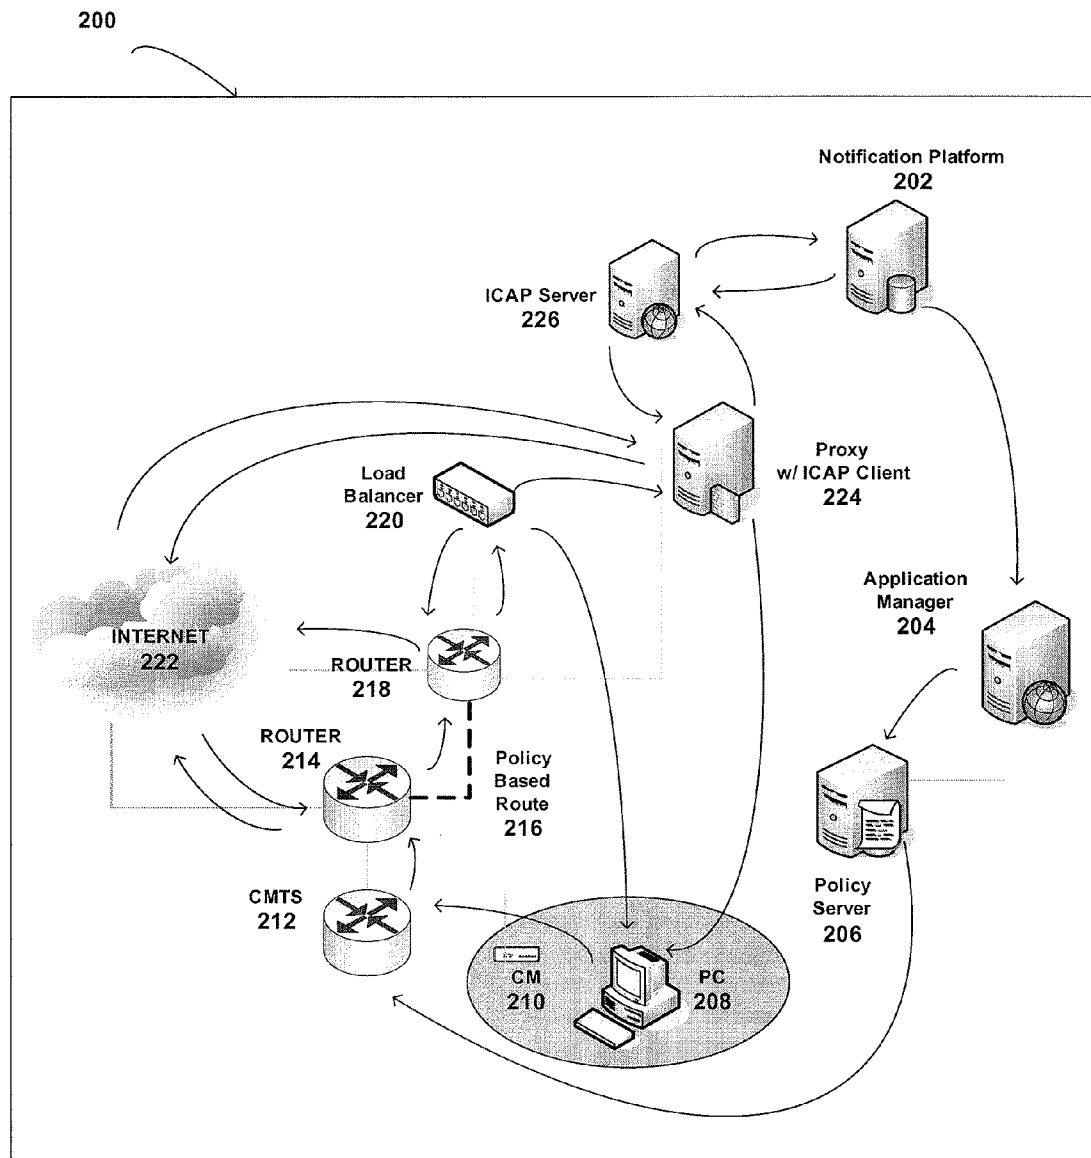 200
Notification Platform
202
ICAP Server
226
Proxy
w/ ICAP Client
224
Load
Balancer
220
Application
Manager
204
INTERNET
222
ROUTER
218
ROUTER
214
Policy
Based
Route
216
CMTS
212
Policy
Server
206
CM
210
PC
208